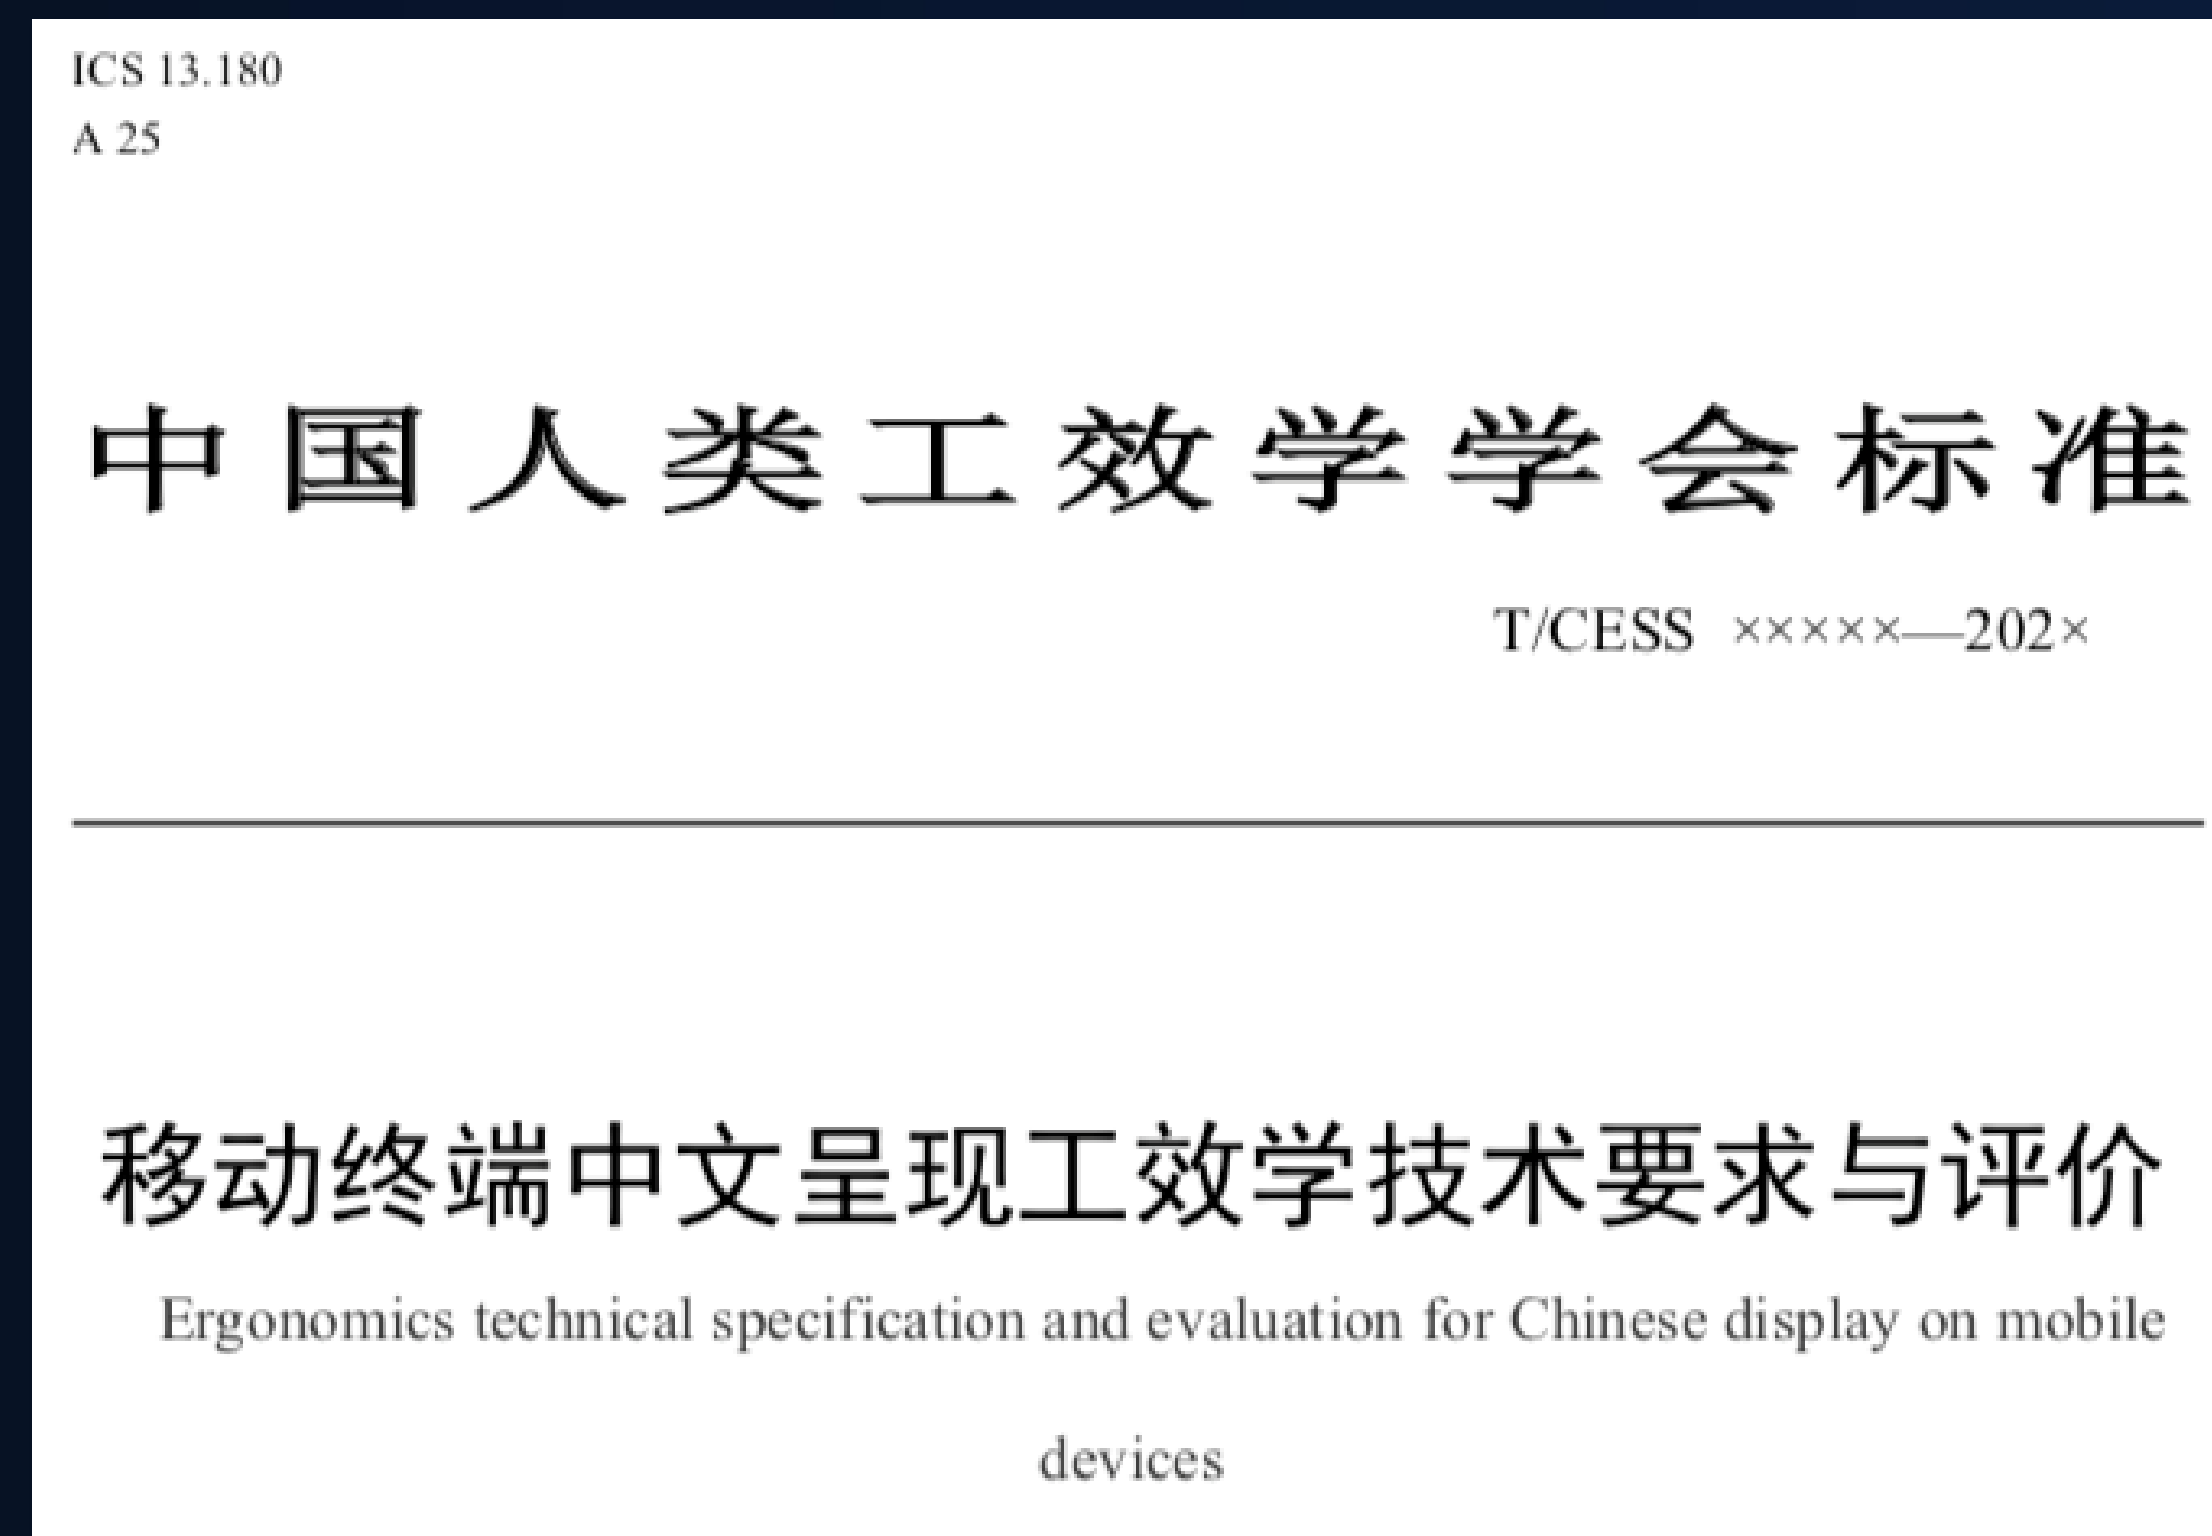 ICS 13.180
A 25
中国人类工效学学会标准
T/CESS ×××××—202×
移动终端中文呈现工效学技术要求与评价
Ergonomics technical specification and evaluation for Chinese display on mobile
devices